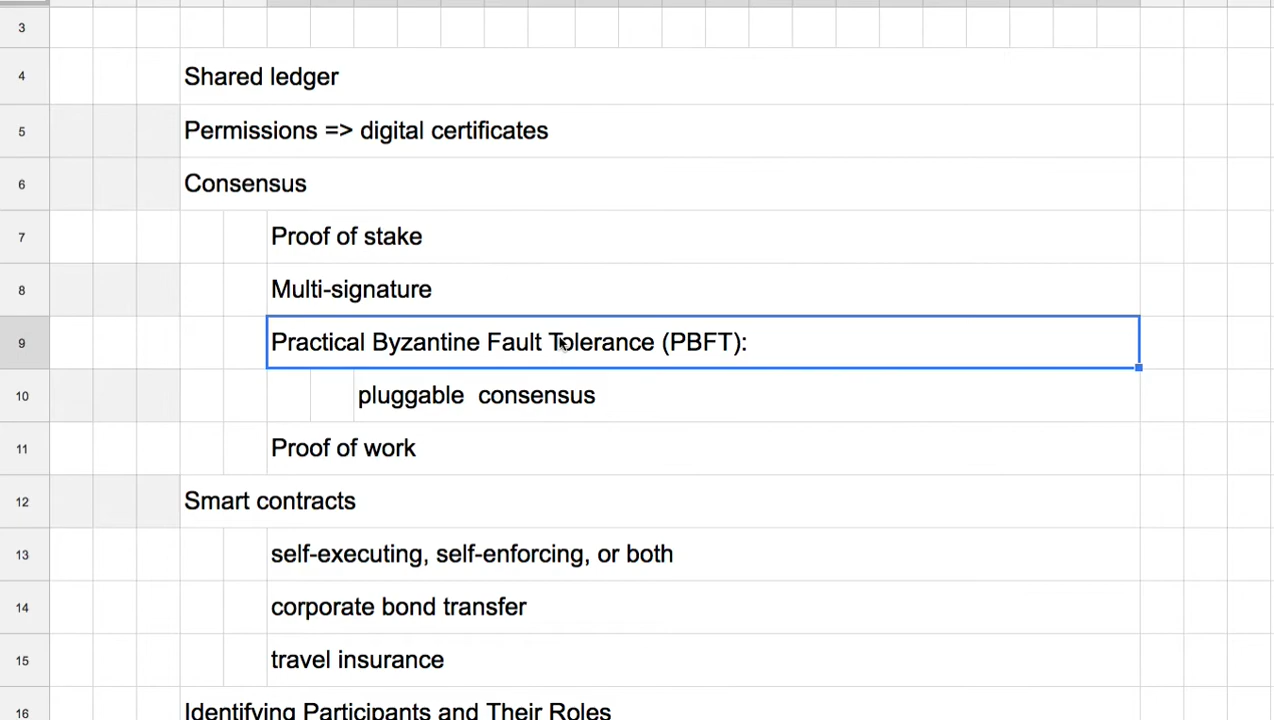 3
4 Shared ledger
5 Permissions => digital certificates
6 Consensus
7 Proof of stake
8 Multi-signature
9 Practical Byzantine Fault Tolerance (PBFT):
10 pluggable  consensus
11 Proof of work
12 Smart contracts
13 self-executing, self-enforcing, or both
14 corporate bond transfer
15 travel insurance
16 Identifying Participants and Their Roles